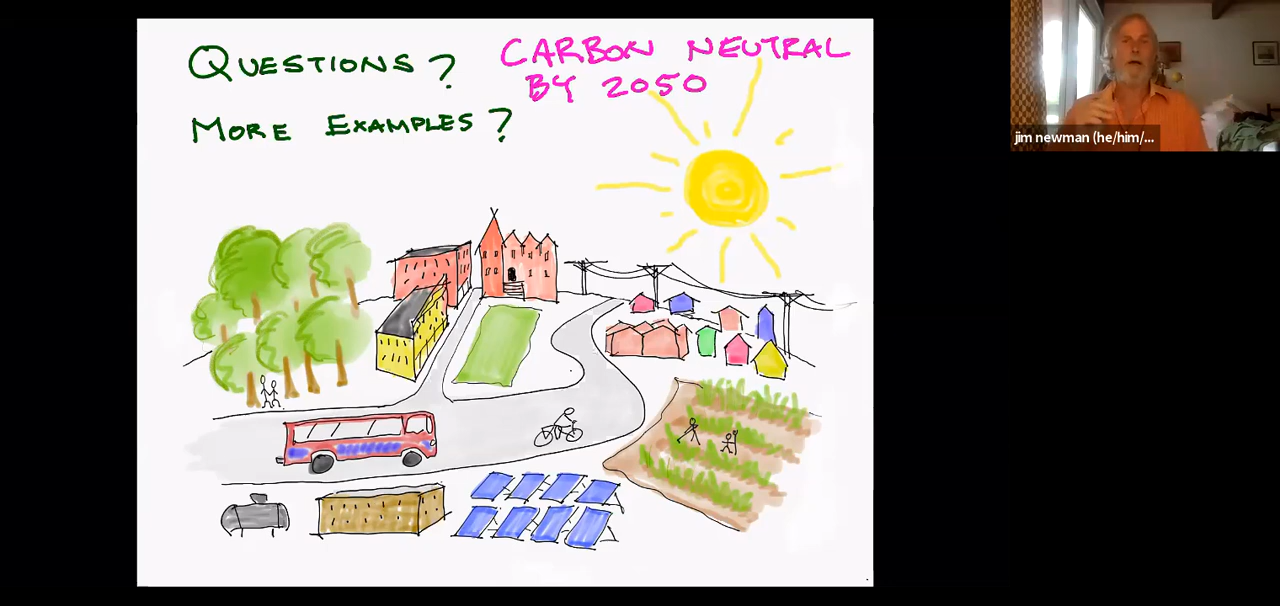 QUESTIONS?
MORE EXAMPLES?
CARBON NEUTRAL
BY 2050
jim newman (he/him/...